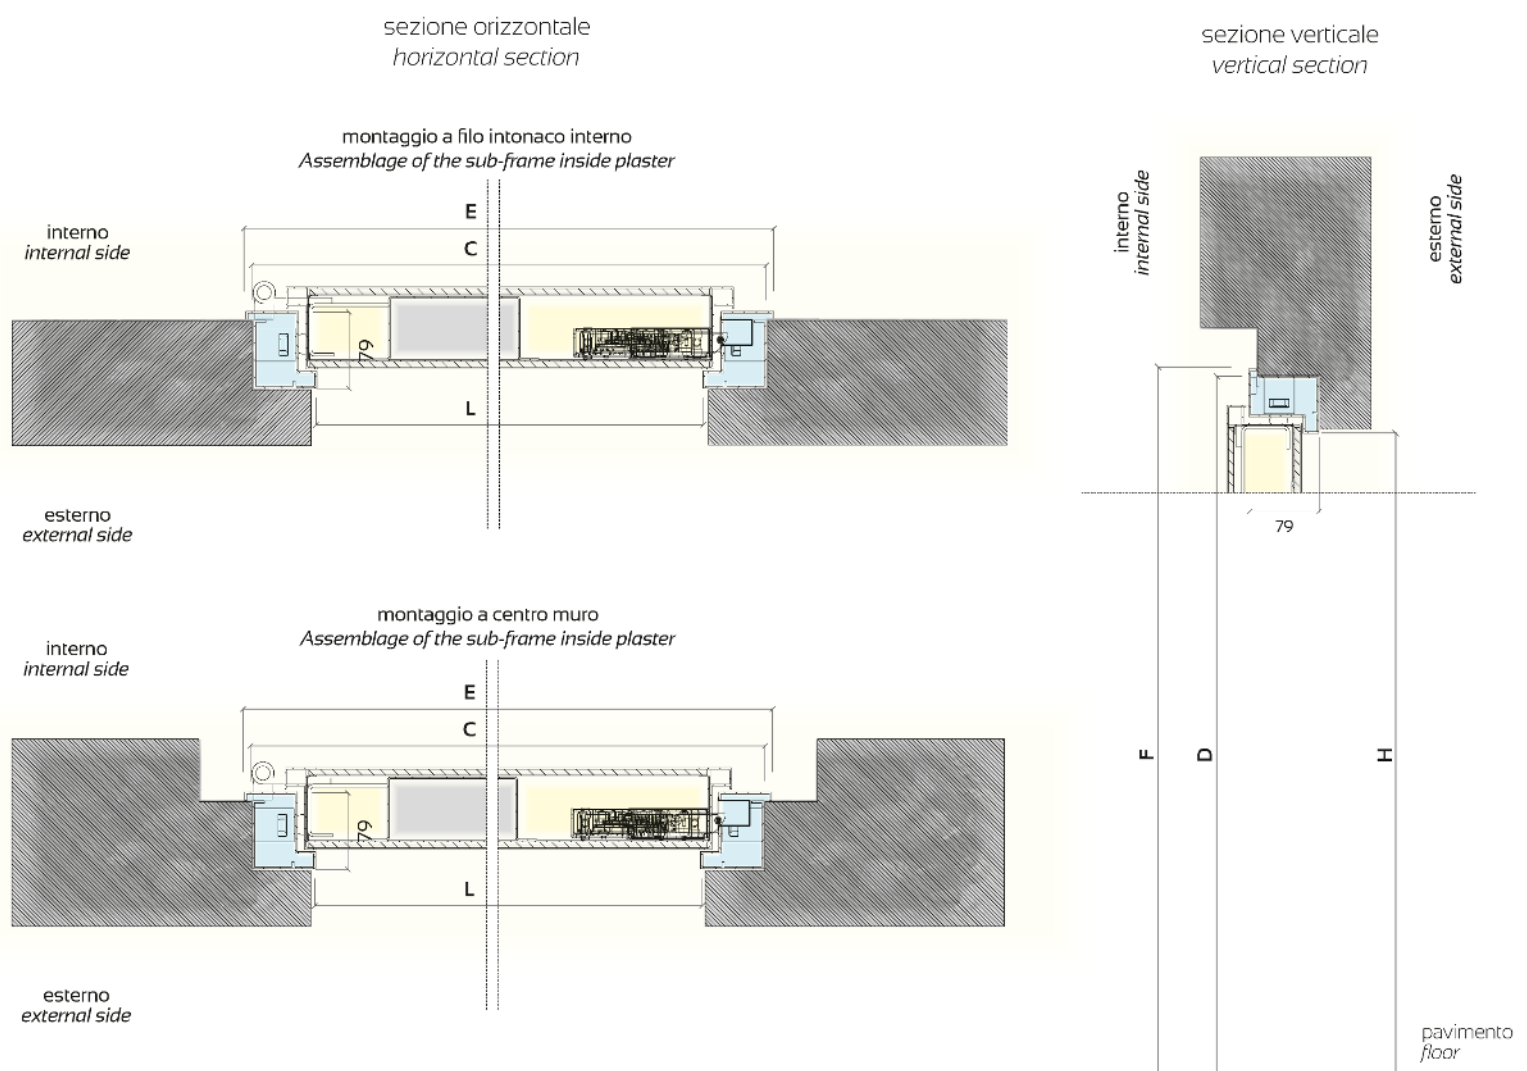 sezione orizzontale
horizontal section
sezione verticale
vertical section
montaggio a filo intonaco interno
Assemblage of the sub-frame inside plaster
interno
internal side
E
C
79
L
esterno
external side
montaggio a centro muro
Assemblage of the sub-frame inside plaster
interno
internal side
E
C
79
L
esterno
external side
interno
internal side
esterno
external side
79
F
D
H
pavimento
floor